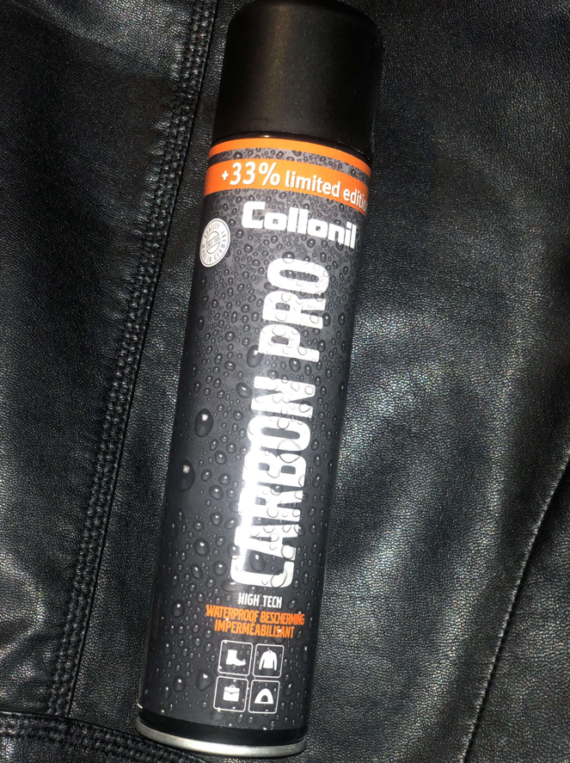 +33% limited editi
Collonil
CARBON PRO
HIGH TECH
WATERPROOF BESCHERMING
IMPERMÉABILISANT